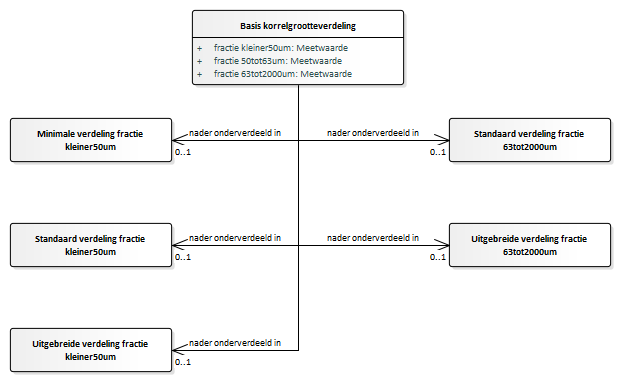 Basis korrelgrootteverdeling
+ fractie kleiner50um: Meetwaarde
+ fractie 50tot63um: Meetwaarde
+ fractie 63tot2000um: Meetwaarde
Minimale verdeling fractie
kleiner50um
nader onderverdeeld in
0..1
nader onderverdeeld in
0..1
Standaard verdeling fractie
63tot2000um
Standaard verdeling fractie
kleiner50um
nader onderverdeeld in
0..1
nader onderverdeeld in
0..1
Uitgebreide verdeling fractie
63tot2000um
Uitgebreide verdeling fractie
kleiner50um
nader onderverdeeld in
0..1